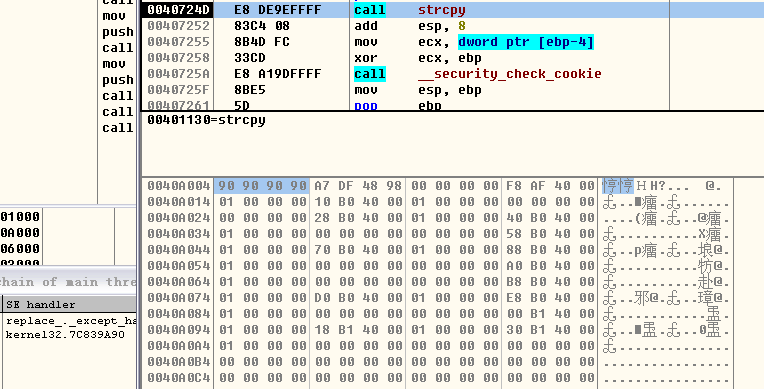 call
mov
push
call
call
mov
push
call
call
call
0040724D E8 DE9EFFFF call strcpy
00407252 83C4 08 add esp, 8
00407255 8B4D FC mov ecx, dword ptr [ebp-4]
00407258 33CD xor ecx, ebp
0040725A E8 A19DFFFF call __security_check_cookie
0040725F 8BE5 mov esp, ebp
00407261 5D pop ebp
00401130=strcpy
0040A004 90 90 90 90 A7 DF 48 98 00 00 00 00 F8 AF 40 00
0040A014 01 00 00 00 10 B0 40 00 01 00 00 00 00 00 00 00
0040A024 00 00 00 00 28 B0 40 00 01 00 00 00 40 B0 40 00
0040A034 01 00 00 00 00 00 00 00 00 00 00 00 58 B0 40 00
0040A044 01 00 00 00 70 B0 40 00 01 00 00 00 88 B0 40 00
0040A054 01 00 00 00 00 00 00 00 00 00 00 00 A0 B0 40 00
0040A064 01 00 00 00 00 00 00 00 00 00 00 00 B8 B0 40 00
0040A074 01 00 00 00 D0 B0 40 00 01 00 00 00 E8 B0 40 00
0040A084 01 00 00 00 00 00 00 00 00 00 00 00 00 B1 40 00
0040A094 01 00 00 00 18 B1 40 00 01 00 00 00 30 B1 40 00
0040A0A4 01 00 00 00 00 00 00 00 00 00 00 00 00 00 00 00
0040A0B4 00 00 00 00 00 00 00 00 00 00 00 00 00 00 00 00
0040A0C4 00 00 00 00 00 00 00 00 00 00 00 00 00 00 00 00
01000
0A000
06000
chain of main thre
SE handler
replace_._except_ha
kernel32.7C839A90